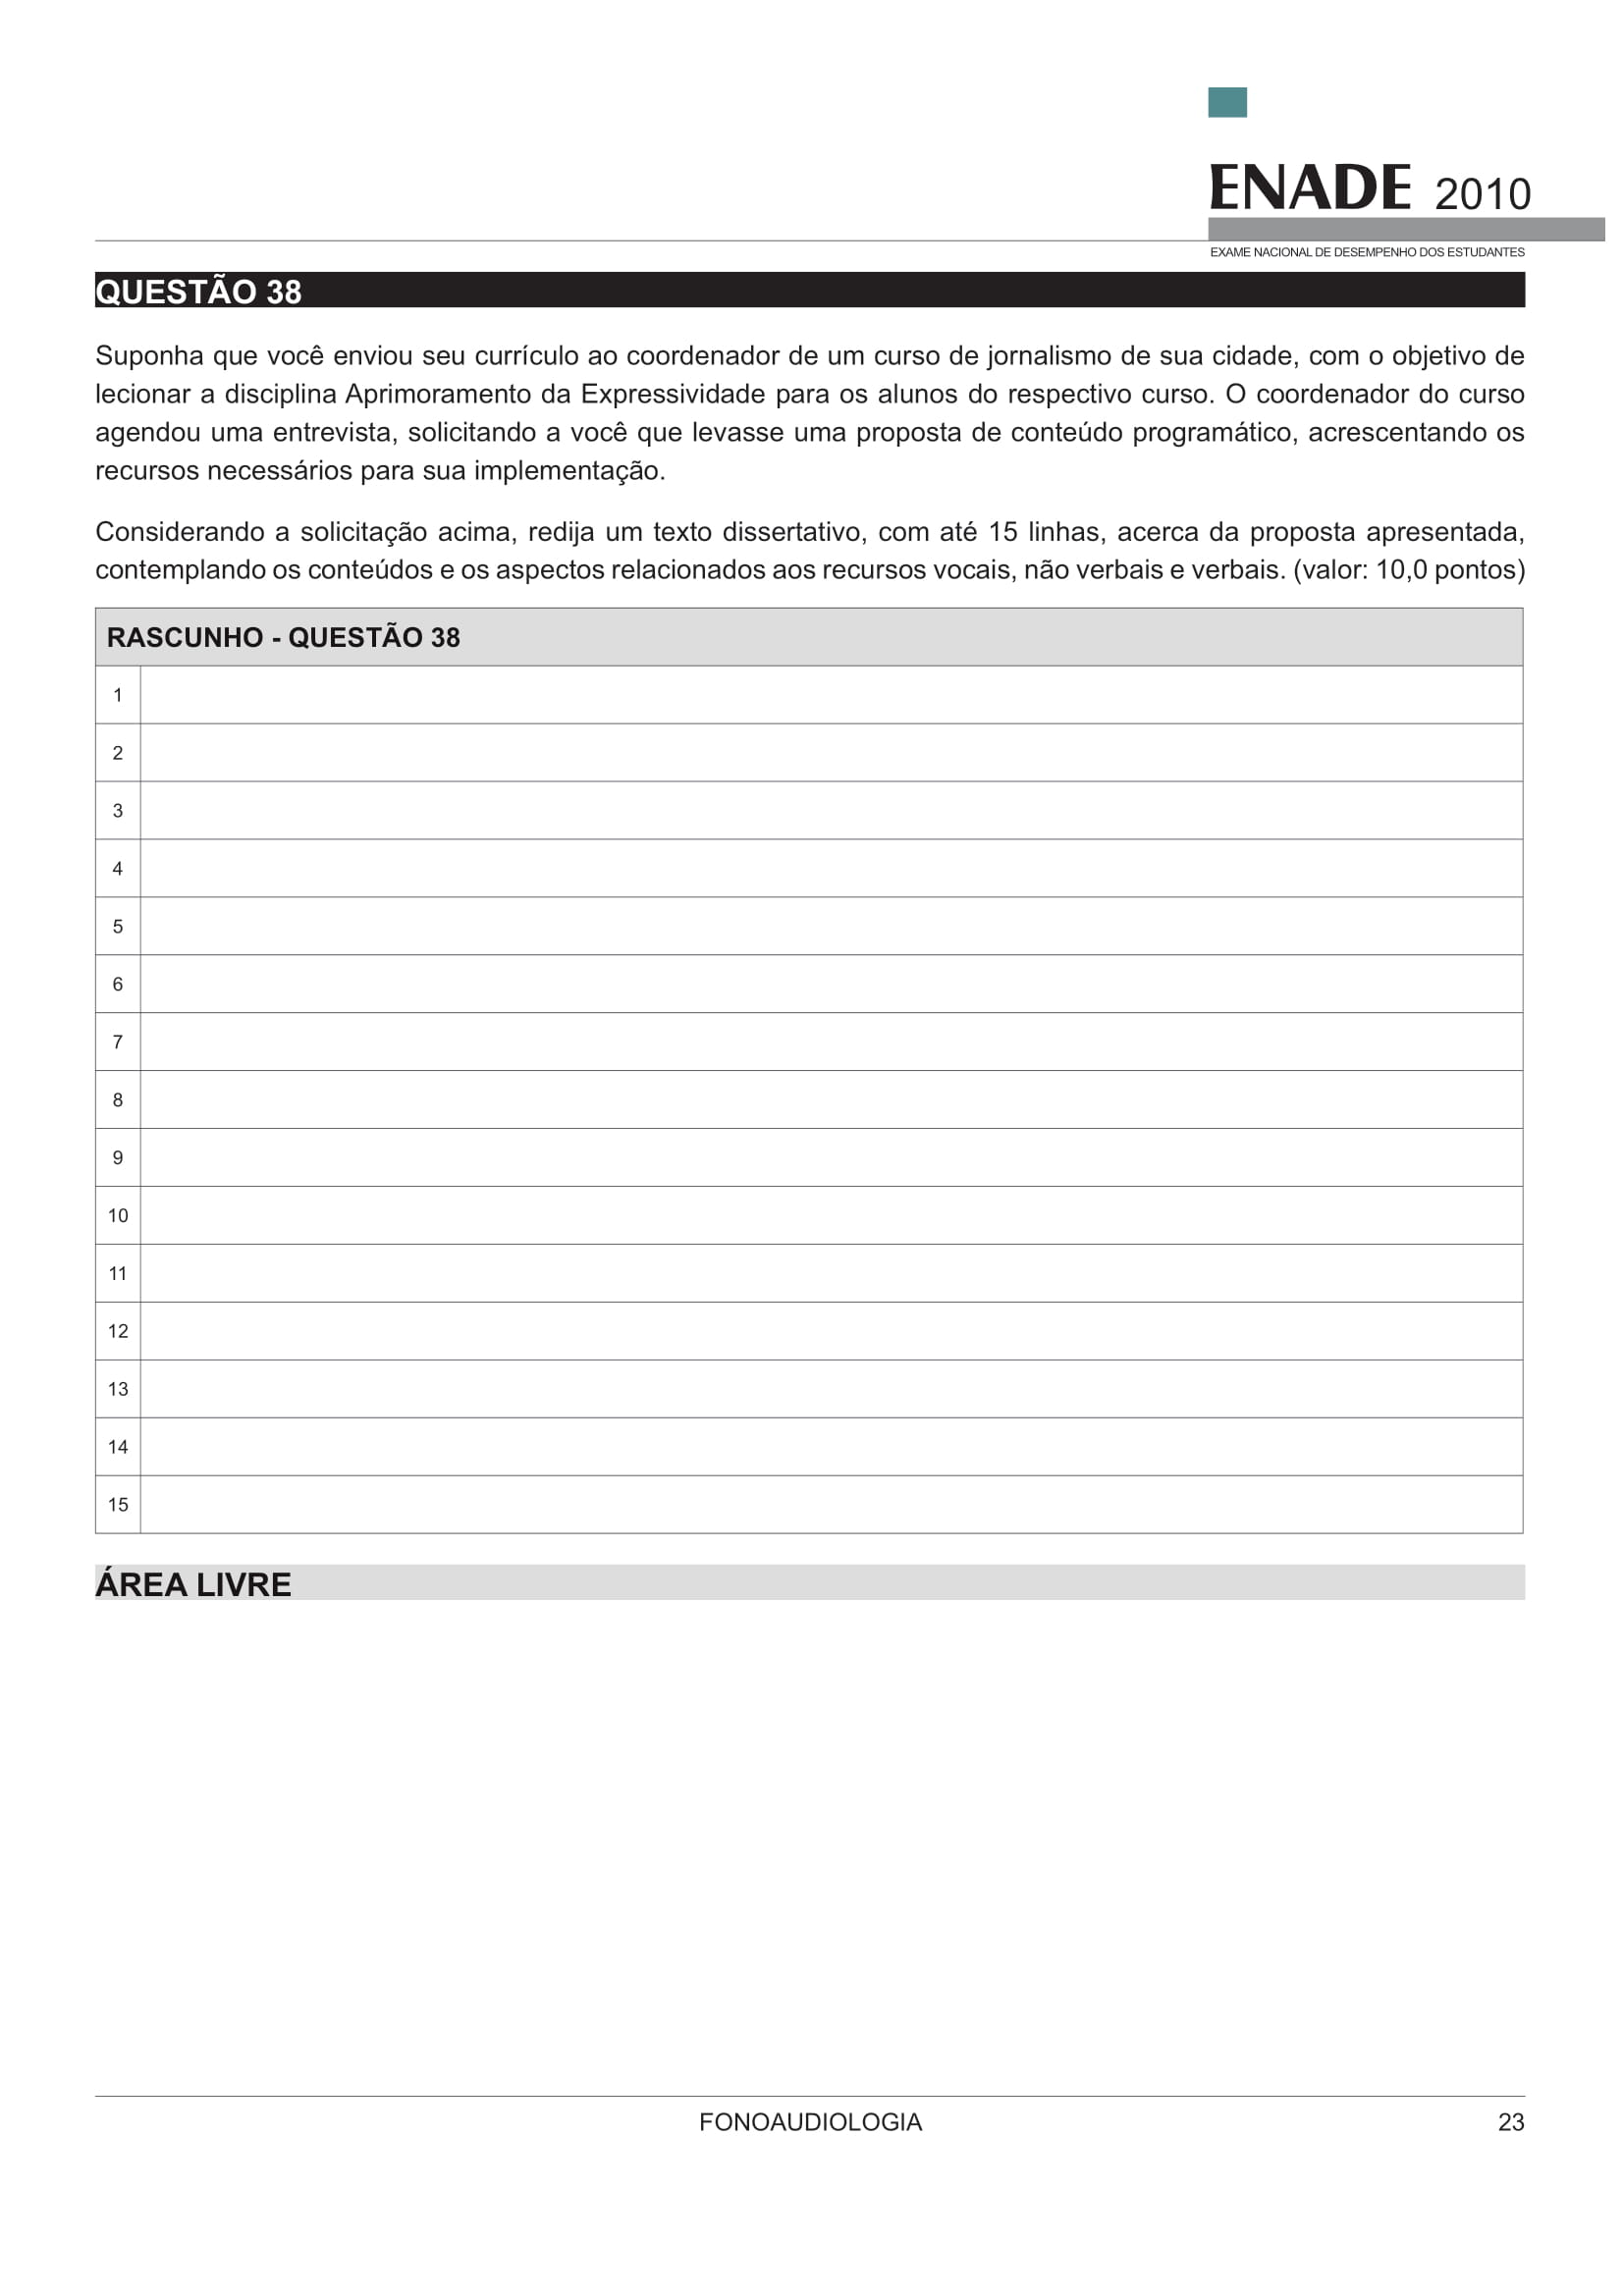 ENADE 2010
EXAME NACIONAL DE DESEMPENHO DOS ESTUDANTES
QUESTÃO 38
Suponha que você enviou seu currículo ao coordenador de um curso de jornalismo de sua cidade, com o objetivo de
lecionar a disciplina Aprimoramento da Expressividade para os alunos do respectivo curso. O coordenador do curso
agendou uma entrevista, solicitando a você que levasse uma proposta de conteúdo programático, acrescentando os
recursos necessários para sua implementação.
Considerando a solicitação acima, redija um texto dissertativo, com até 15 linhas, acerca da proposta apresentada,
contemplando os conteúdos e os aspectos relacionados aos recursos vocais, não verbais e verbais. (valor: 10,0 pontos)
RASCUNHO - QUESTÃO 38
1
2
3
4
5
6
7
8
9
10
11
12
13
14
15
ÁREA LIVRE
FONOAUDIOLOGIA 23